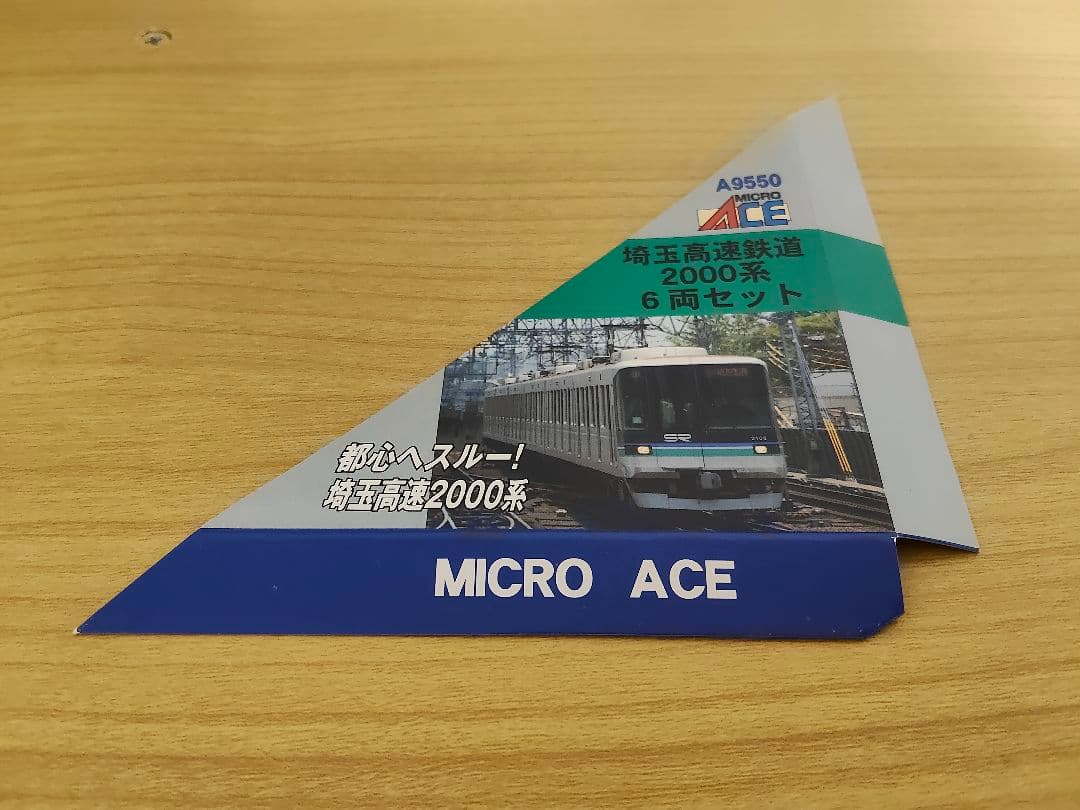 A9550
MICRO
ACE
埼玉高速鉄道
2000系
6両セット
SR
都心へスルー!
埼玉高速2000系
MICRO ACE